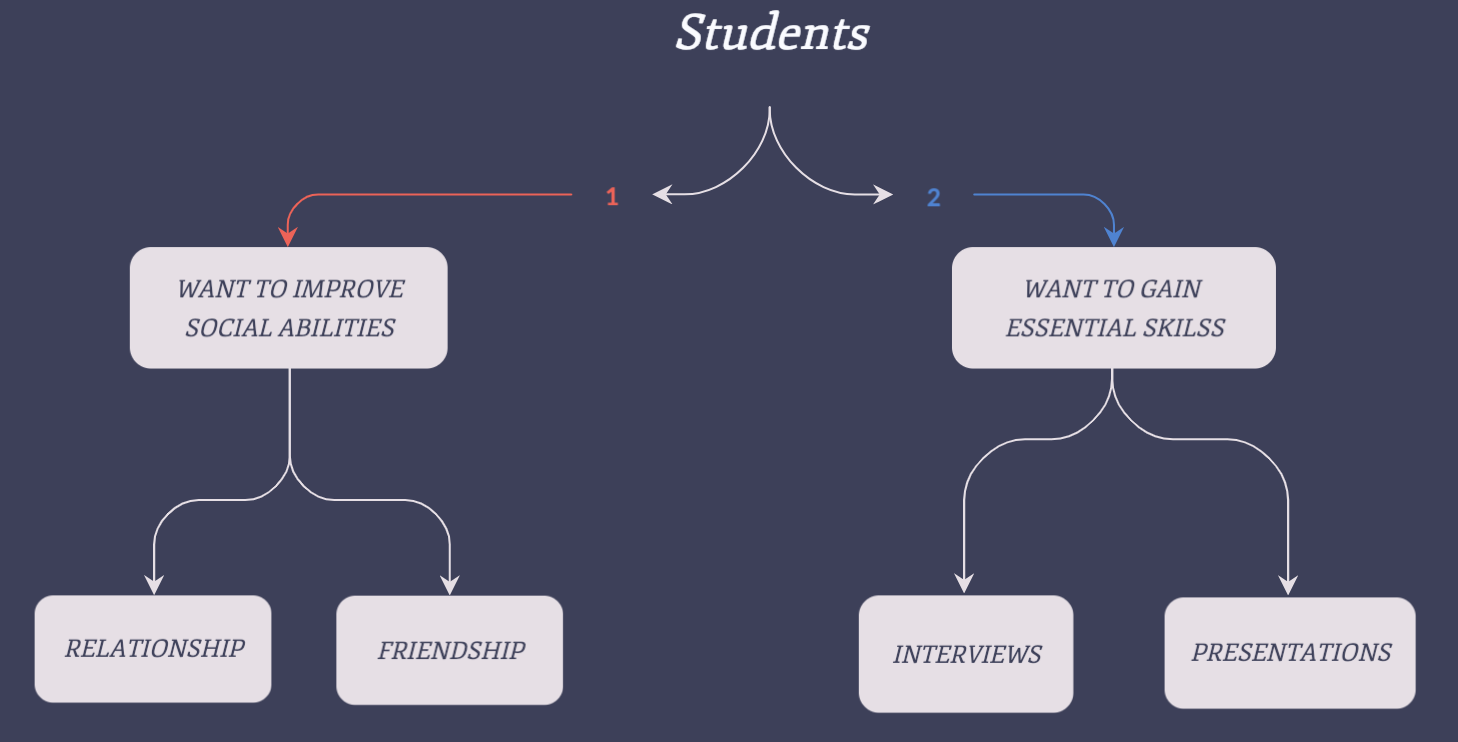 Students
1
2
WANT TO IMPROVE
SOCIAL ABILITIES
WANT TO GAIN
ESSENTIAL SKILSS
RELATIONSHIP
FRIENDSHIP
INTERVIEWS
PRESENTATIONS